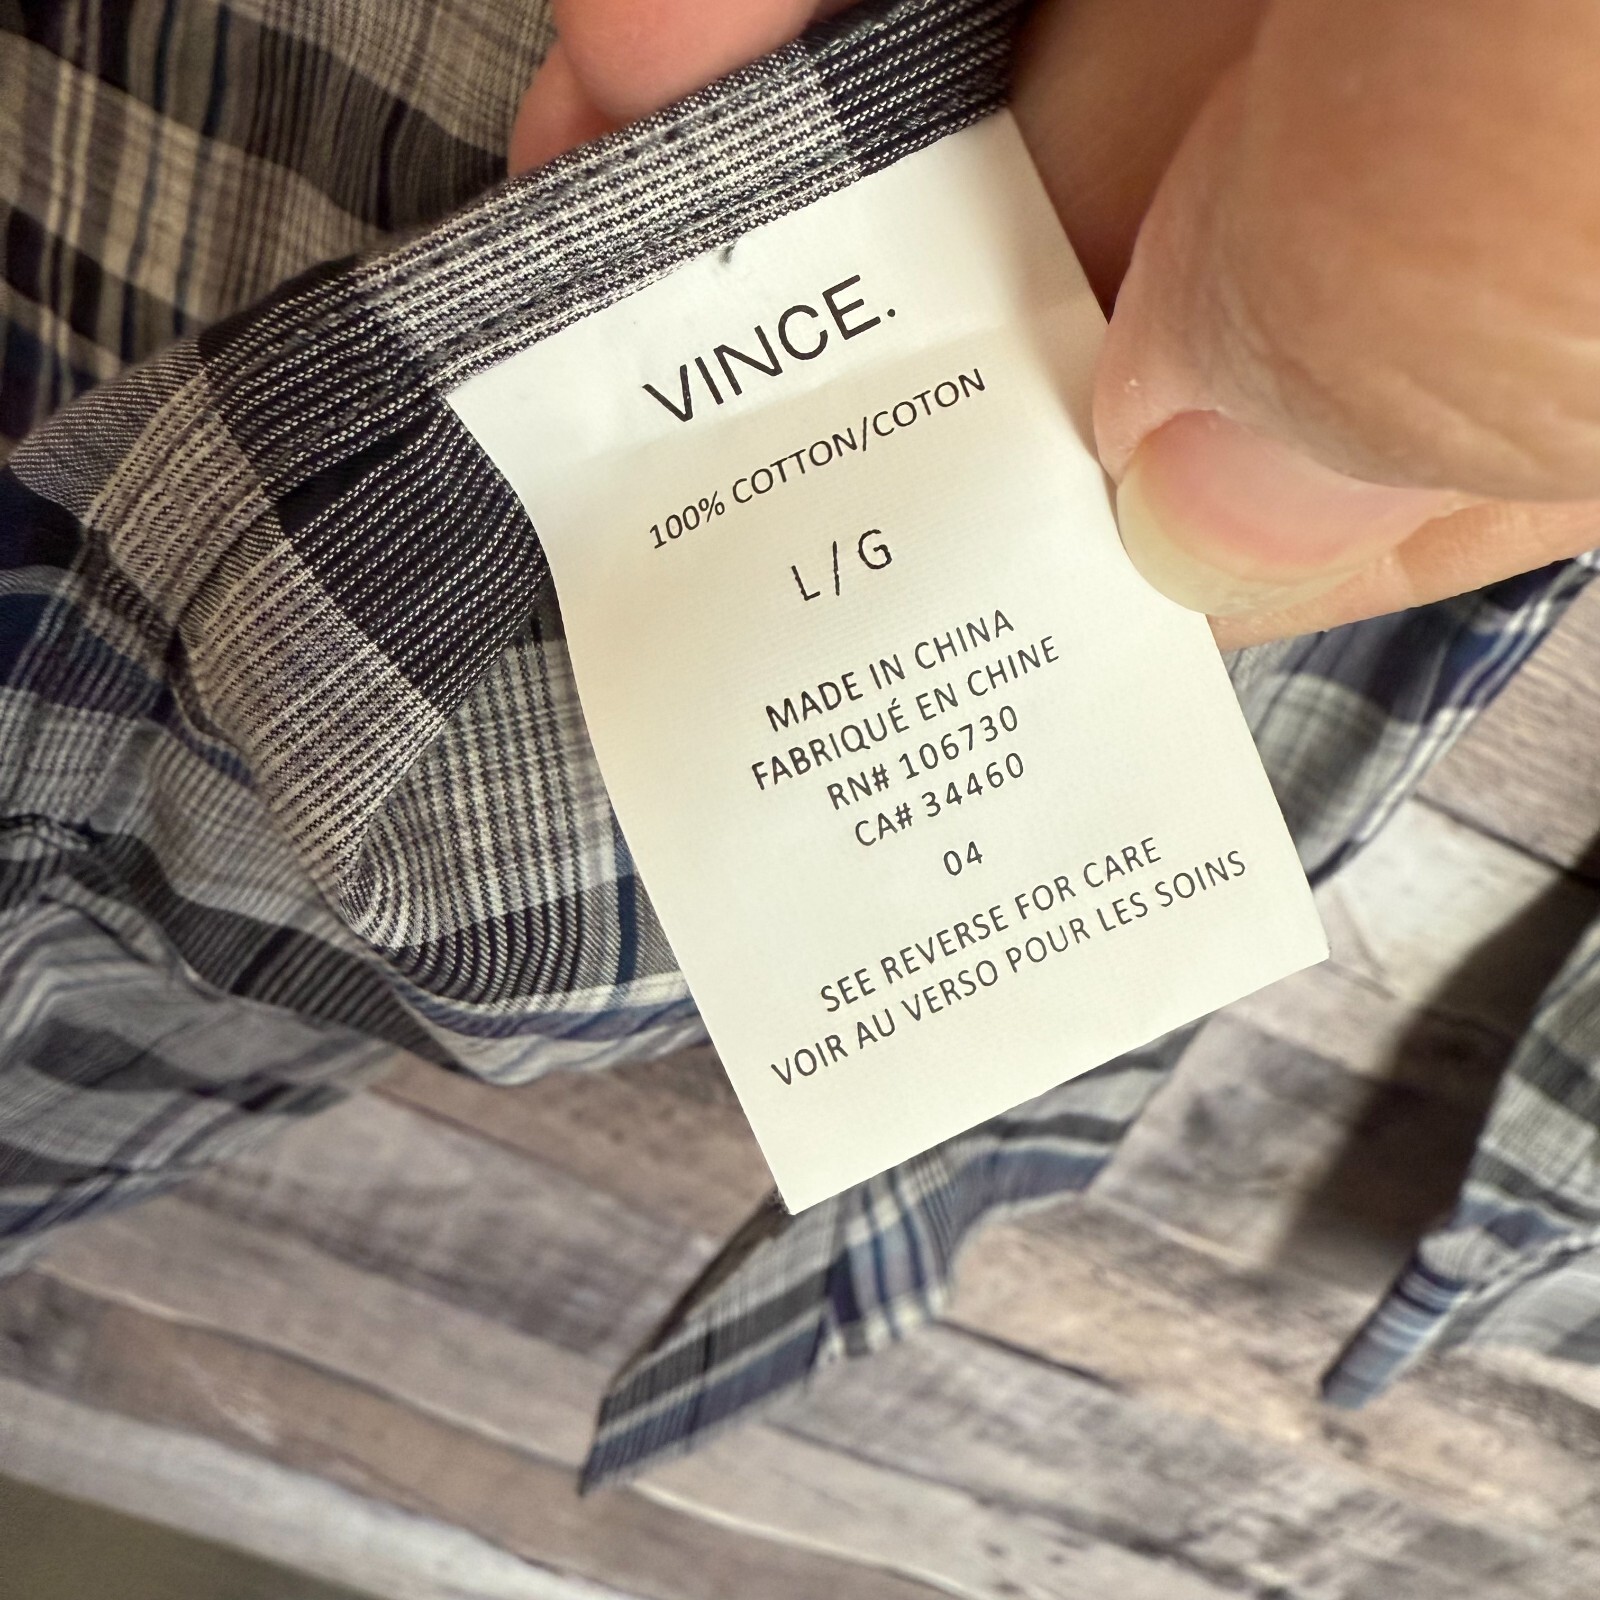 VINCE.
100% COTTON/COTON
L/G
MADE IN CHINA
FABRIQUÉ EN CHINE
RN# 106730
CA# 34460
04
SEE REVERSE FOR CARE
VOIR AU VERSO POUR LES SOINS